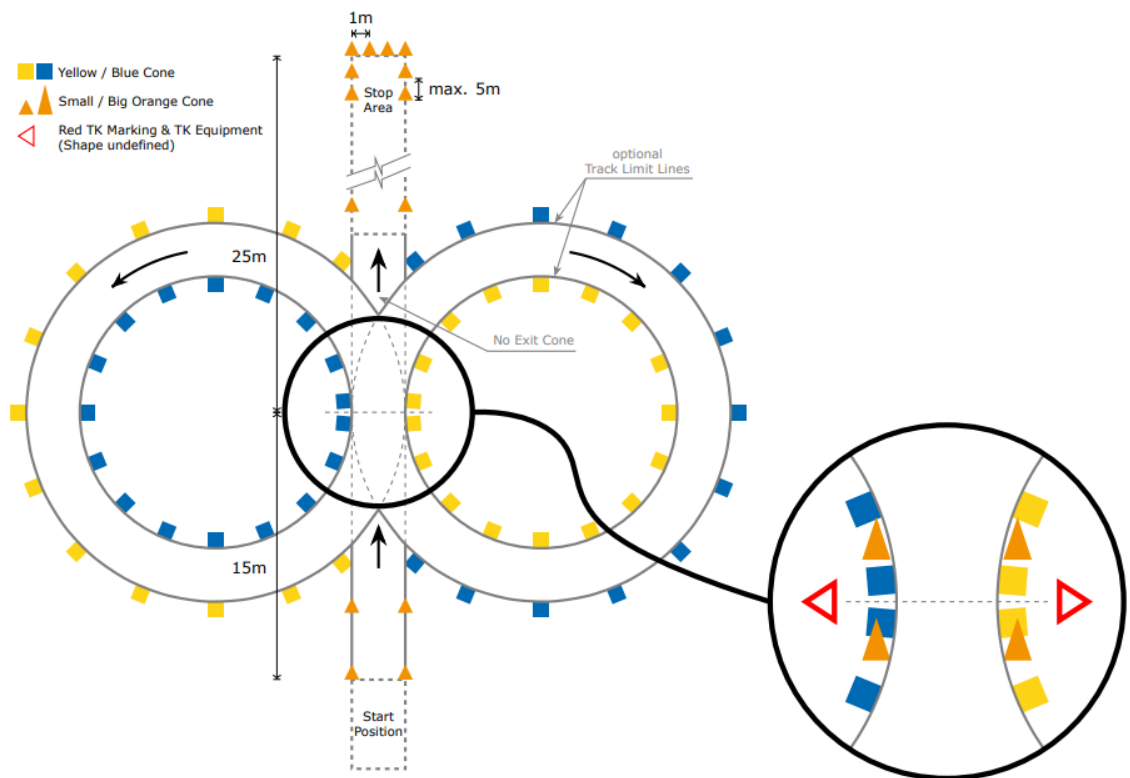 1m
Yellow / Blue Cone
Small / Big Orange Cone
Red TK Marking & TK Equipment
(Shape undefined)
Stop
Area
max. 5m
optional
Track Limit Lines
25m
No Exit Cone
15m
Start
Position